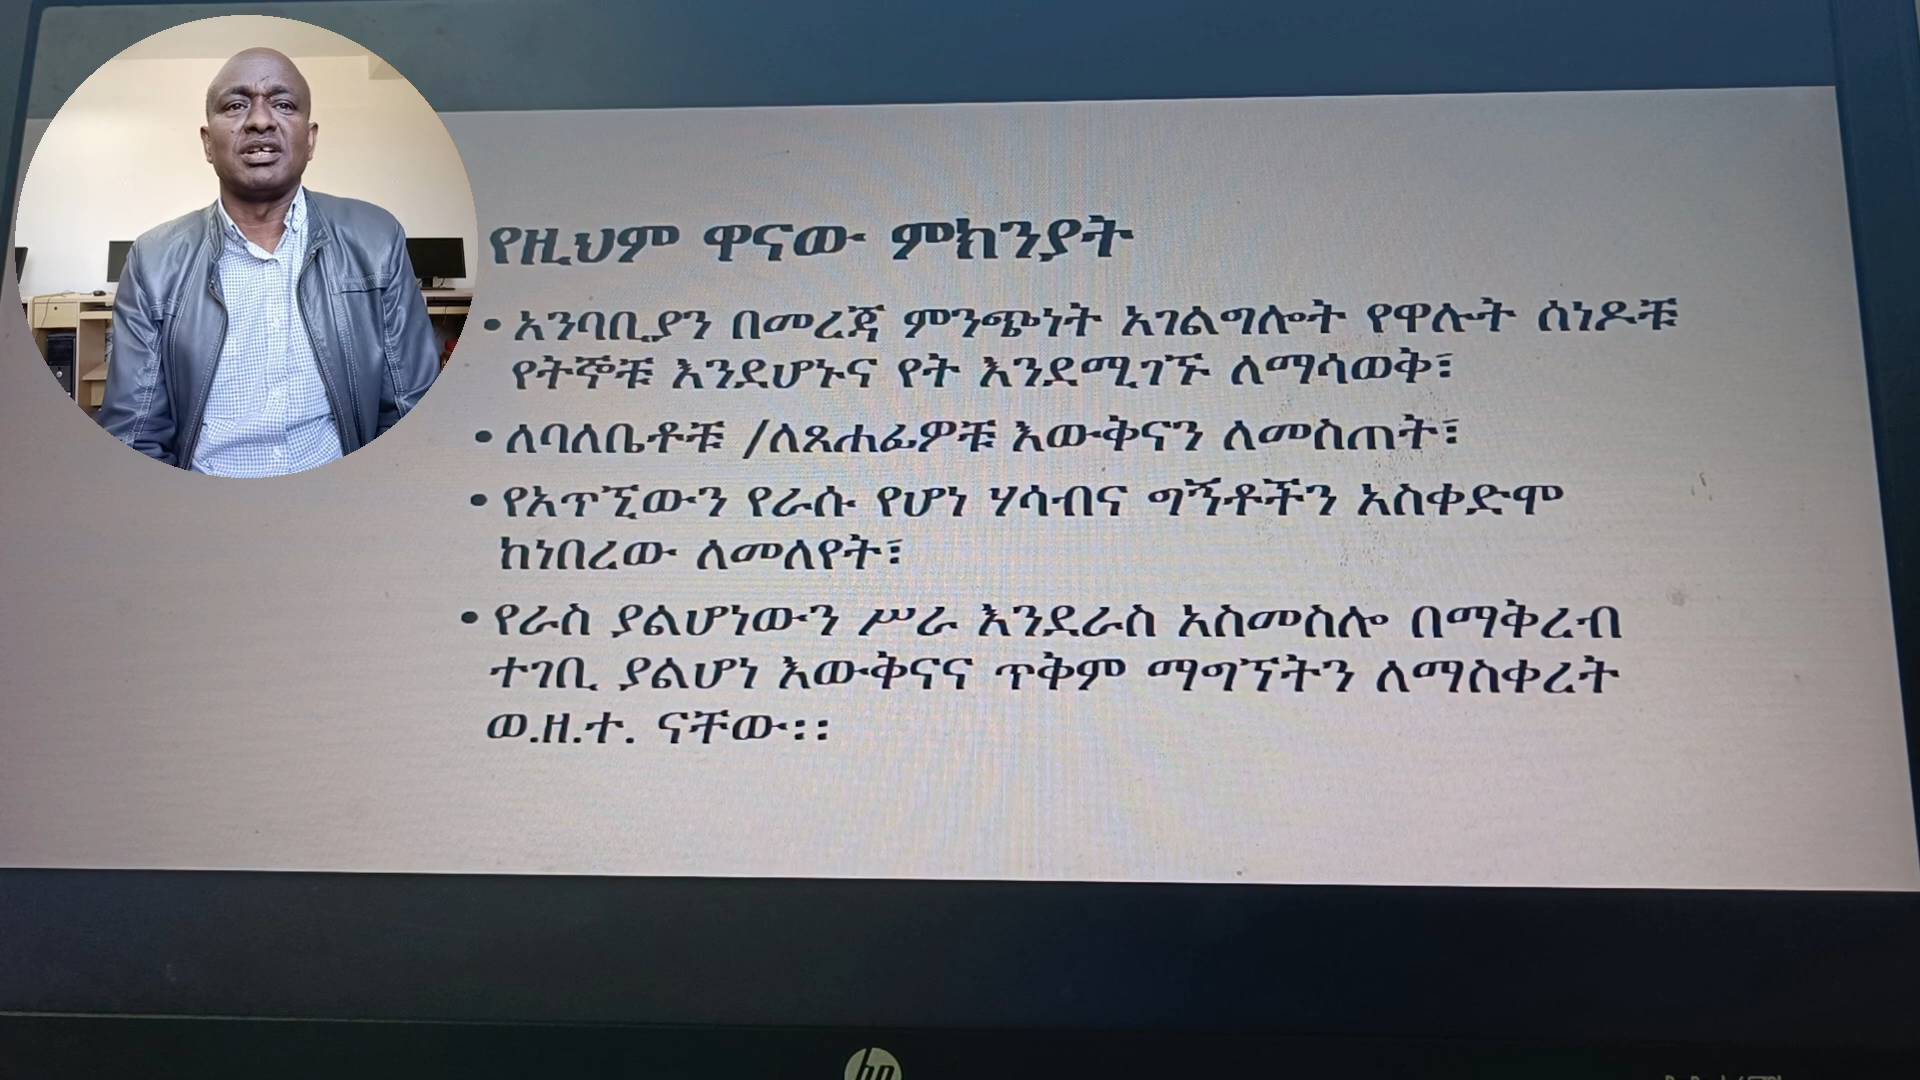 የዚህም ዋናው ምክንያት
• አንባቢያን በመረጃ ምንጭነት አገልግሎት የዋሉት ሰነዶቹ
የትኞቹ እንደሆኑና የት እንደሚገኙ ለማሳወቅ፣
• ለባለቤቶቹ /ለጸሐፊዎቹ እውቅናን ለመስጠት፣
• የአጥኚውን የራሱ የሆነ ሃሳብና ግኝቶችን አስቀድሞ
ከነበረው ለመለየት፣
• የራስ ያልሆነውን ሥራ እንደራስ አስመስሎ በማቅረብ
ተገቢ ያልሆነ እውቅናና ጥቅም ማግኘትን ለማስቀረት
ወ.ዘ.ተ. ናቸው፡፡
hp